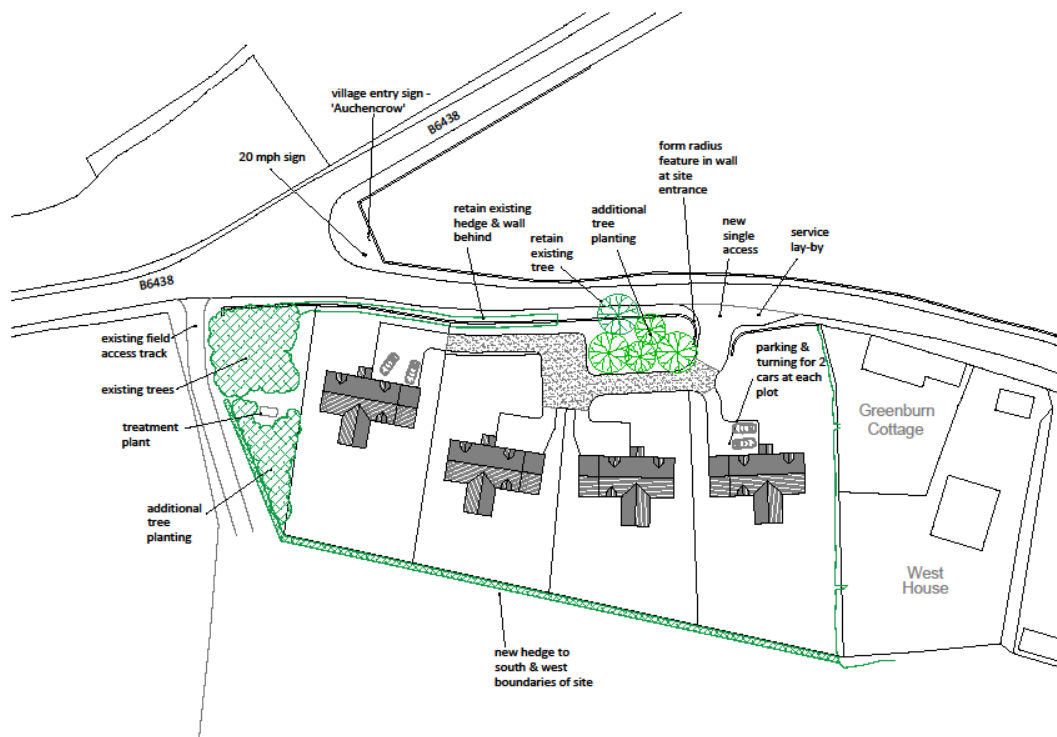 village entry sign -
'Auchencrow'
B6438
20 mph sign
form radius
feature in wall
at site
entrance
retain existing
hedge & wall
behind
additional
tree
planting
retain
existing
tree
new
single
access
service
lay-by
B6438
existing field
access track
existing trees
parking &
turning for 2
cars at each
plot
Greenburn
Cottage
treatment
plant
additional
tree
planting
West
House
new hedge to
south & west
boundaries of site